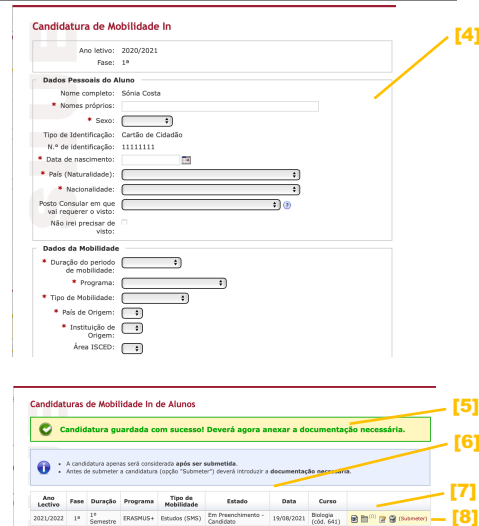 Candidatura de Mobilidade In
[4]
Ano letivo: 2020/2021
Fase: 1ª
Dados Pessoais do Aluno
Nome completo: Sónia Costa
* Nomes próprios:
* Sexo:
Tipo de Identificação: Cartão de Cidadão
N.º de identificação: 11111111
* Data de nascimento:
* País (Naturalidade):
* Nacionalidade:
Posto Consular em que
vai requerer o visto:
Não irei precisar de
visto:
Dados da Mobilidade
* Duração do periodo
de mobilidade:
* Programa:
* Tipo de Mobilidade:
* País de Origem:
* Instituição de
Origem:
Área ISCED:
Candidaturas de Mobilidade In de Alunos
[5]
Candidatura guardada com sucesso! Deverá agora anexar a documentação necessária.
[6]
• A candidatura apenas será considerada após ser submetida.
• Antes de submeter a candidatura (opção "Submeter") deverá introduzir a documentação necessária.
[7]
Ano Lectivo Fase Duração Programa Tipo de Mobilidade Estado Data Curso
2021/2022 1ª 1º Semestre ERASMUS+ Estudos (SMS) Em Preenchimento - Candidato 19/08/2021 Biologia (cód. 641) (0) [Submeter]
[8]